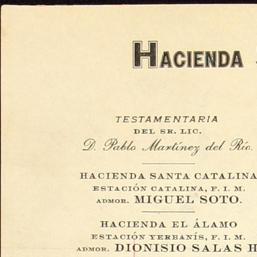 HACIENDA
TESTAMENTARÍA
DEL SR. LIC.
D. Pablo Martínez del Río.
HACIENDA SANTA CATALINA
ESTACIÓN CATALINA, F. I. M.
ADMOR. MIGUEL SOTO.
HACIENDA EL ÁLAMO
ESTACIÓN YERBANÍS, F. I. M.
ADMOR. DIONISIO SALAS H